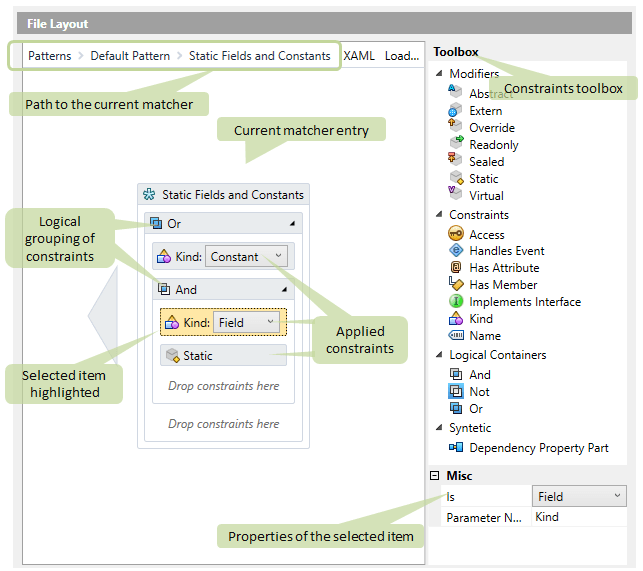 File Layout
Patterns > Default Pattern > Static Fields and Constants XAML Load...
Path to the current matcher
Current matcher entry
Static Fields and Constants
Or
Logical
grouping of
constraints
Kind: Constant
And
Kind: Field
Applied
constraints
Static
Selected item
highlighted
Drop constraints here
Drop constraints here
Toolbox
Modifiers
Constraints toolbox
Abstract
Extern
Override
Readonly
Sealed
Static
Virtual
Constraints
Access
Handles Event
Has Attribute
Has Member
Implements Interface
Kind
Name
Logical Containers
And
Not
Or
Syntetic
Dependency Property Part
Misc
Is Field
Parameter N... Kind
Properties of the selected item